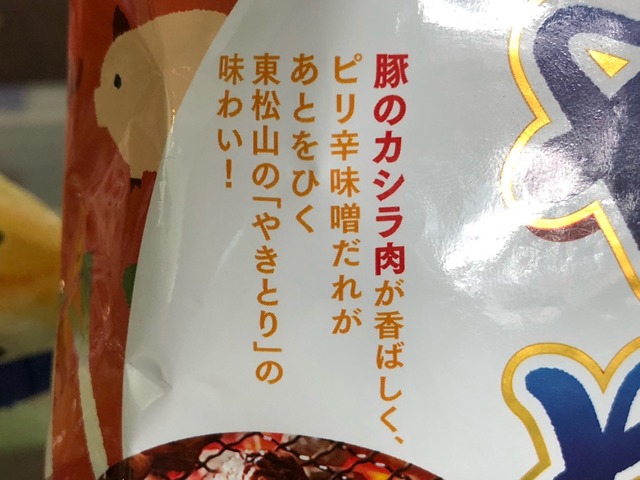 豚のカシラ肉が香ばしく、
ピリ辛味噌だれが
あとをひく
東松山の「やきとり」の
味わい！